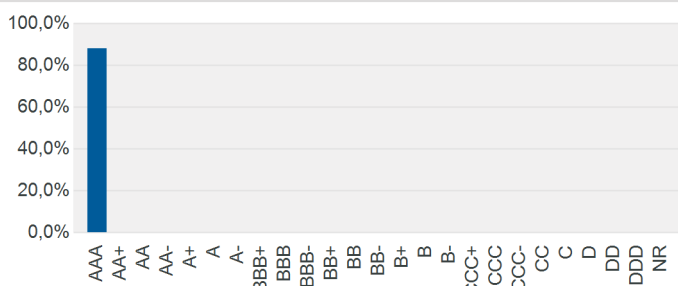 100,0%
80,0%
60,0%
40,0%
20,0%
0,0%
AAA
AA+
AA
AA-
A+
A
A-
BBB+
BBB
BBB-
BB+
BB
BB-
B+
B
B-
CCC+
CCC
CCC-
CC
C
D
DD
DDD
NR